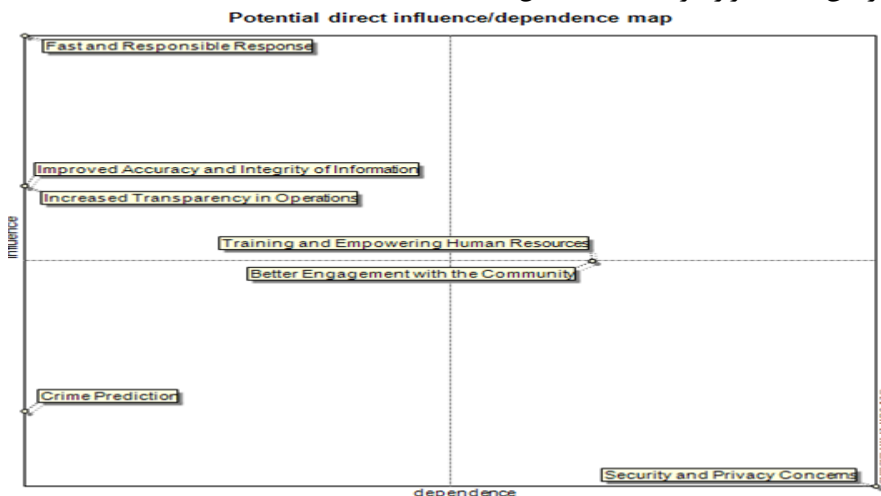 Potential direct influence/dependence map
Fast and Responsible Response
Improved Accuracy and Integrity of Information
Increased Transparency in Operations
influence
Training and Empowering Human Resources
Better Engagement with the Community
Crime Prediction
Security and Privacy Concerns
dependence